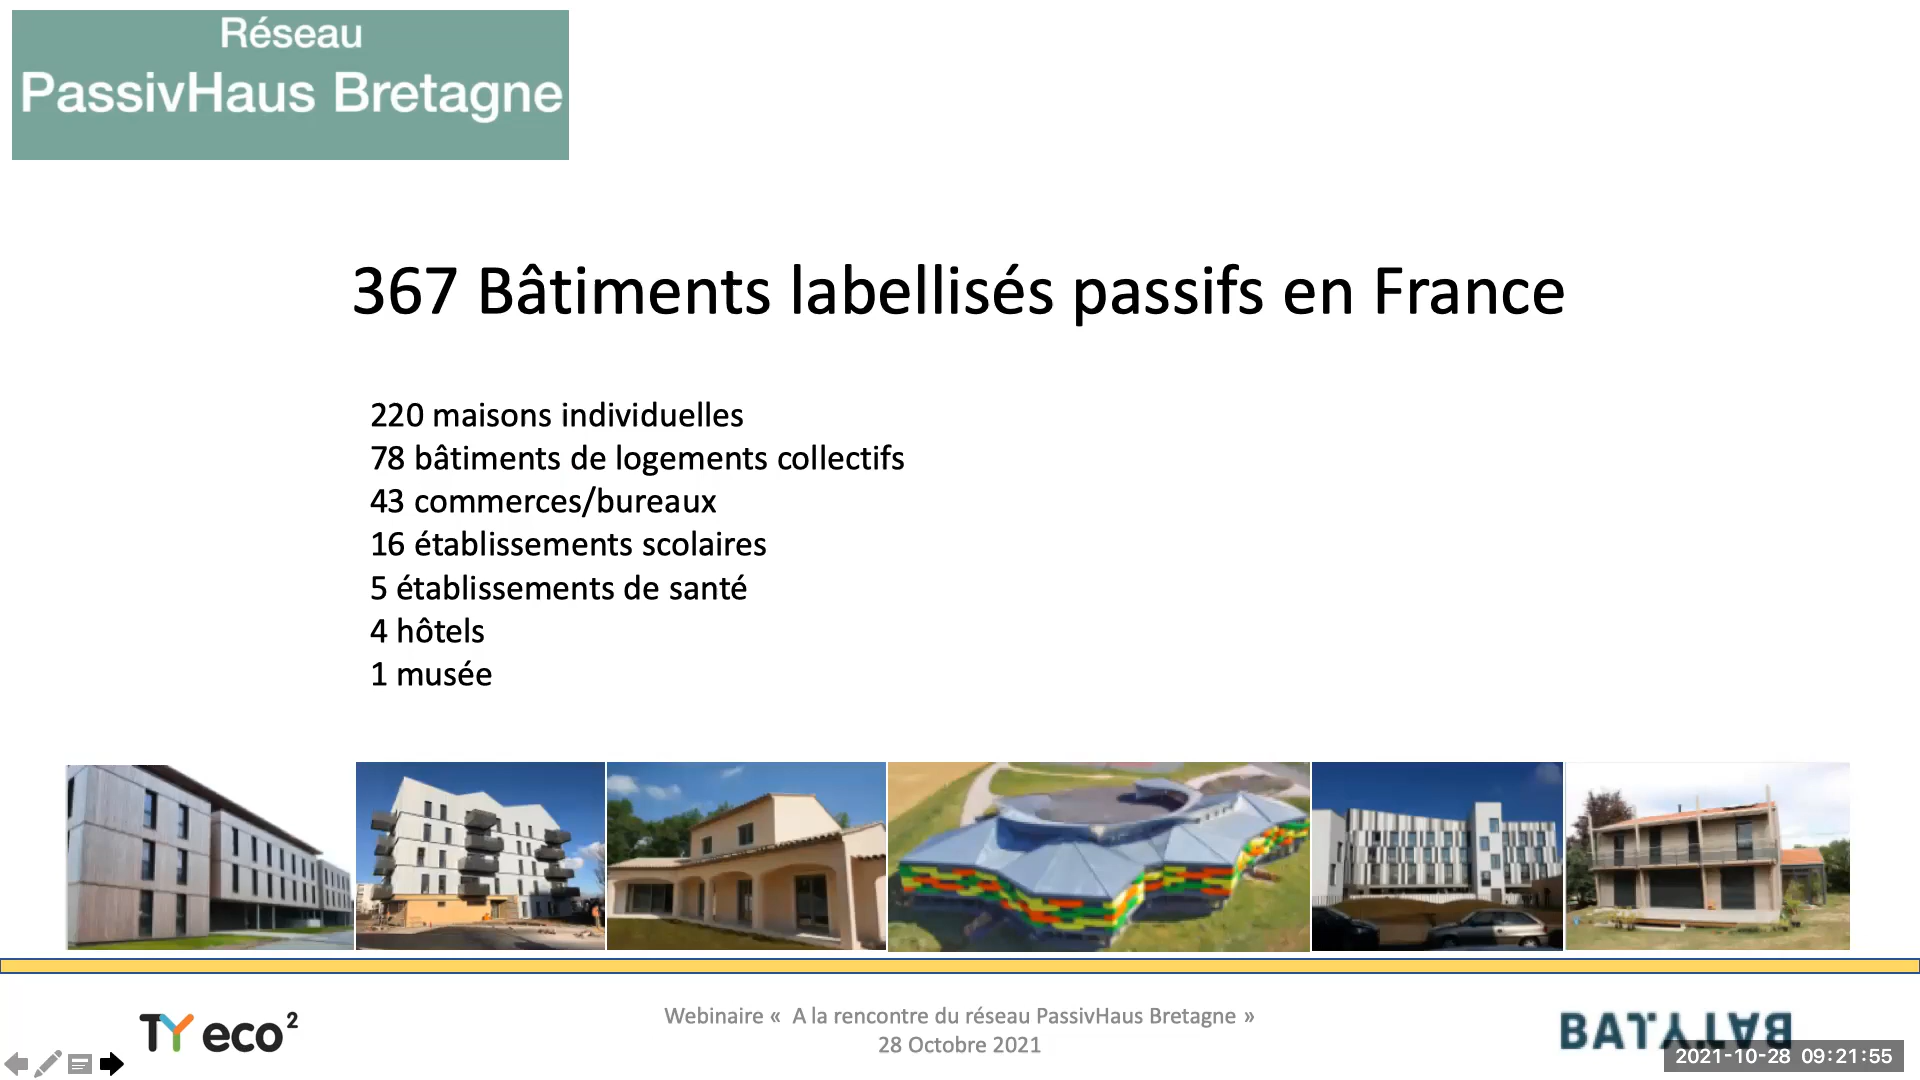 Réseau
PassivHaus Bretagne
367 Bâtiments labellisés passifs en France
220 maisons individuelles
78 bâtiments de logements collectifs
43 commerces/bureaux
16 établissements scolaires
5 établissements de santé
4 hôtels
1 musée
TY eco²
Webinaire « A la rencontre du réseau PassivHaus Bretagne »
28 Octobre 2021
BATY.LAB
2021-10-28 09:21:55